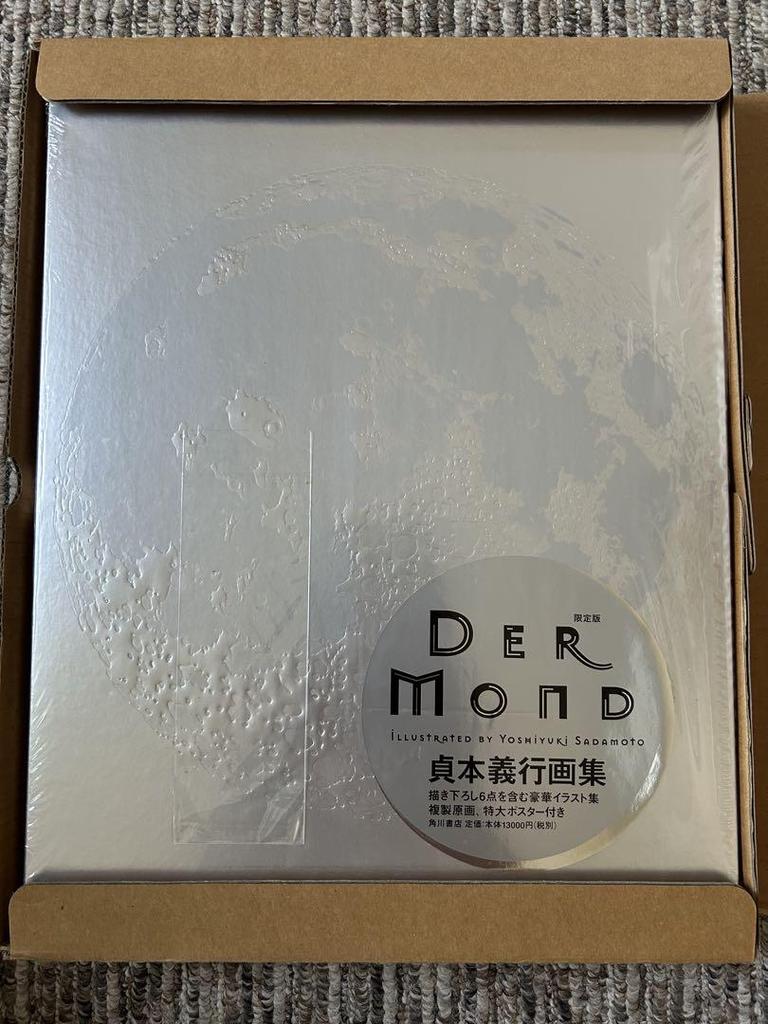 限定版
DER
MOND
ILLUSTRATED BY YOSHIYUKI SADAMOTO
貞本義行画集
描き下ろし6点を含む豪華イラスト集
複製原画、特大ポスター付き
角川書店 定価:本体13000円(税別)